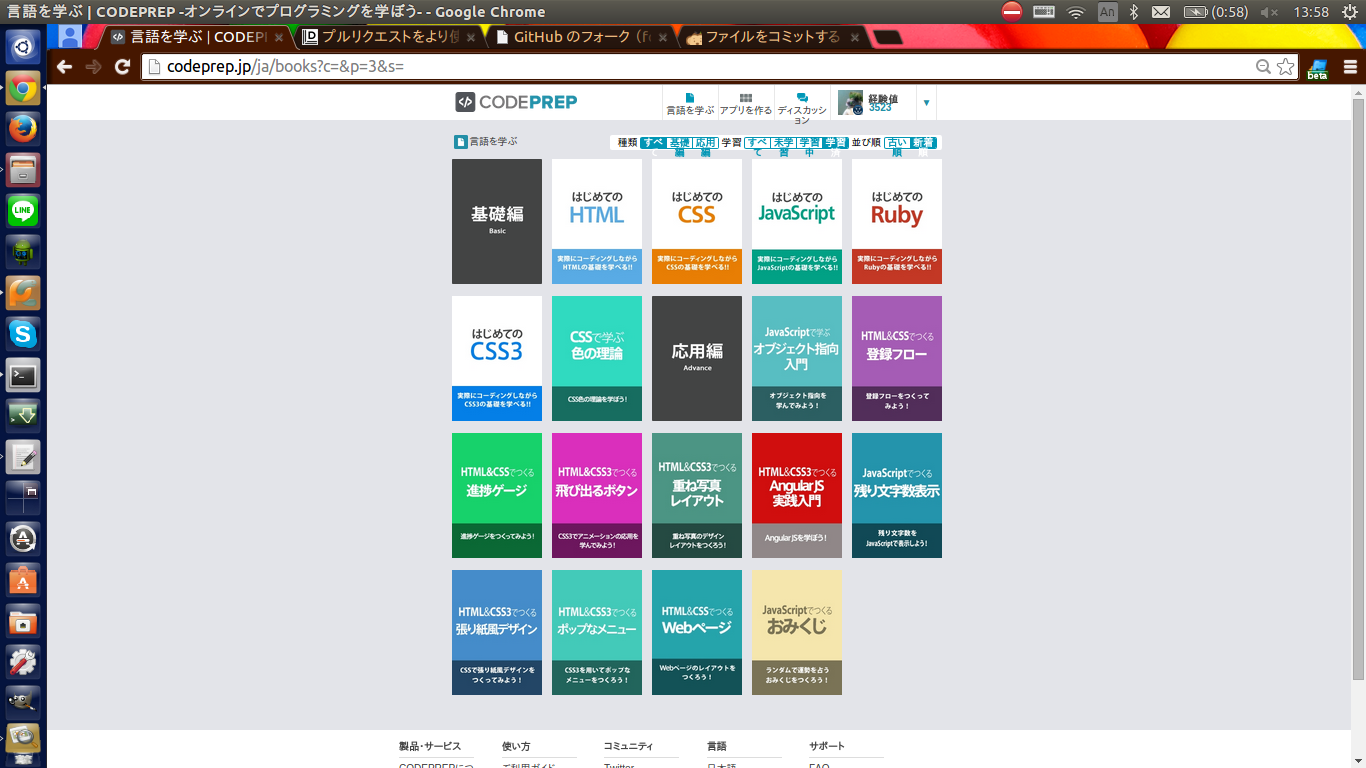 言語を学ぶ | CODEPREP -オンラインでプログラミングを学ぼう- - Google Chrome
An
(0:58)
13:58
言語を学ぶ | CODEP
プルリクエストをより使
GitHub のフォーク（f
ファイルをコミットする
codeprep.jp/ja/books?c=&p=3&s=
beta
CODEPREP
言語を学ぶ
アプリを作る
ディスカッション
経験値
3523
言語を学ぶ
種類 すべて 基礎編 応用編 学習 すべて 未学習 学習中 学習済 並び順 古い順 新着順
基礎編
Basic
はじめての
HTML
実際にコーディングしながら
HTMLの基礎を学べる!!
はじめての
CSS
実際にコーディングしながら
CSSの基礎を学べる!!
はじめての
JavaScript
実際にコーディングしながら
JavaScriptの基礎を学べる!!
はじめての
Ruby
実際にコーディングしながら
Rubyの基礎を学べる!!
はじめての
CSS3
実際にコーディングしながら
CSS3の基礎を学べる!!
CSSで学ぶ
色の理論
CSS色の理論を学ぼう!
応用編
Advance
JavaScriptで学ぶ
オブジェクト指向
入門
オブジェクト指向を
学んでみよう！
HTML&CSSでつくる
登録フロー
登録フローをつくって
みよう！
HTML&CSSでつくる
進捗ゲージ
進捗ゲージをつくってみよう!
HTML&CSS3でつくる
飛び出るボタン
CSS3でアニメーションの応用を
学んでみよう!
HTML&CSS3でつくる
重ね写真
レイアウト
重ね写真のデザイン
レイアウトをつくろう!
HTML&CSS3でつくる
AngularJS
実践入門
AngularJSを学ぼう!
JavaScriptでつくる
残り文字数表示
残り文字数を
JavaScriptで表示しよう!
HTML&CSS3でつくる
張り紙風デザイン
CSSで張り紙風デザインを
つくってみよう！
HTML&CSS3でつくる
ポップなメニュー
CSS3を用いてポップな
メニューをつくろう！
HTML&CSS3でつくる
Webページ
Webページのレイアウトを
つくろう！
JavaScriptでつくる
おみくじ
ランダムで運勢を占う
おみくじをつくろう！
製品・サービス
使い方
コミュニティ
言語
サポート
CODEPREPにつ
ご利用ガイド
Twitter
日本語
FAQ
LINE